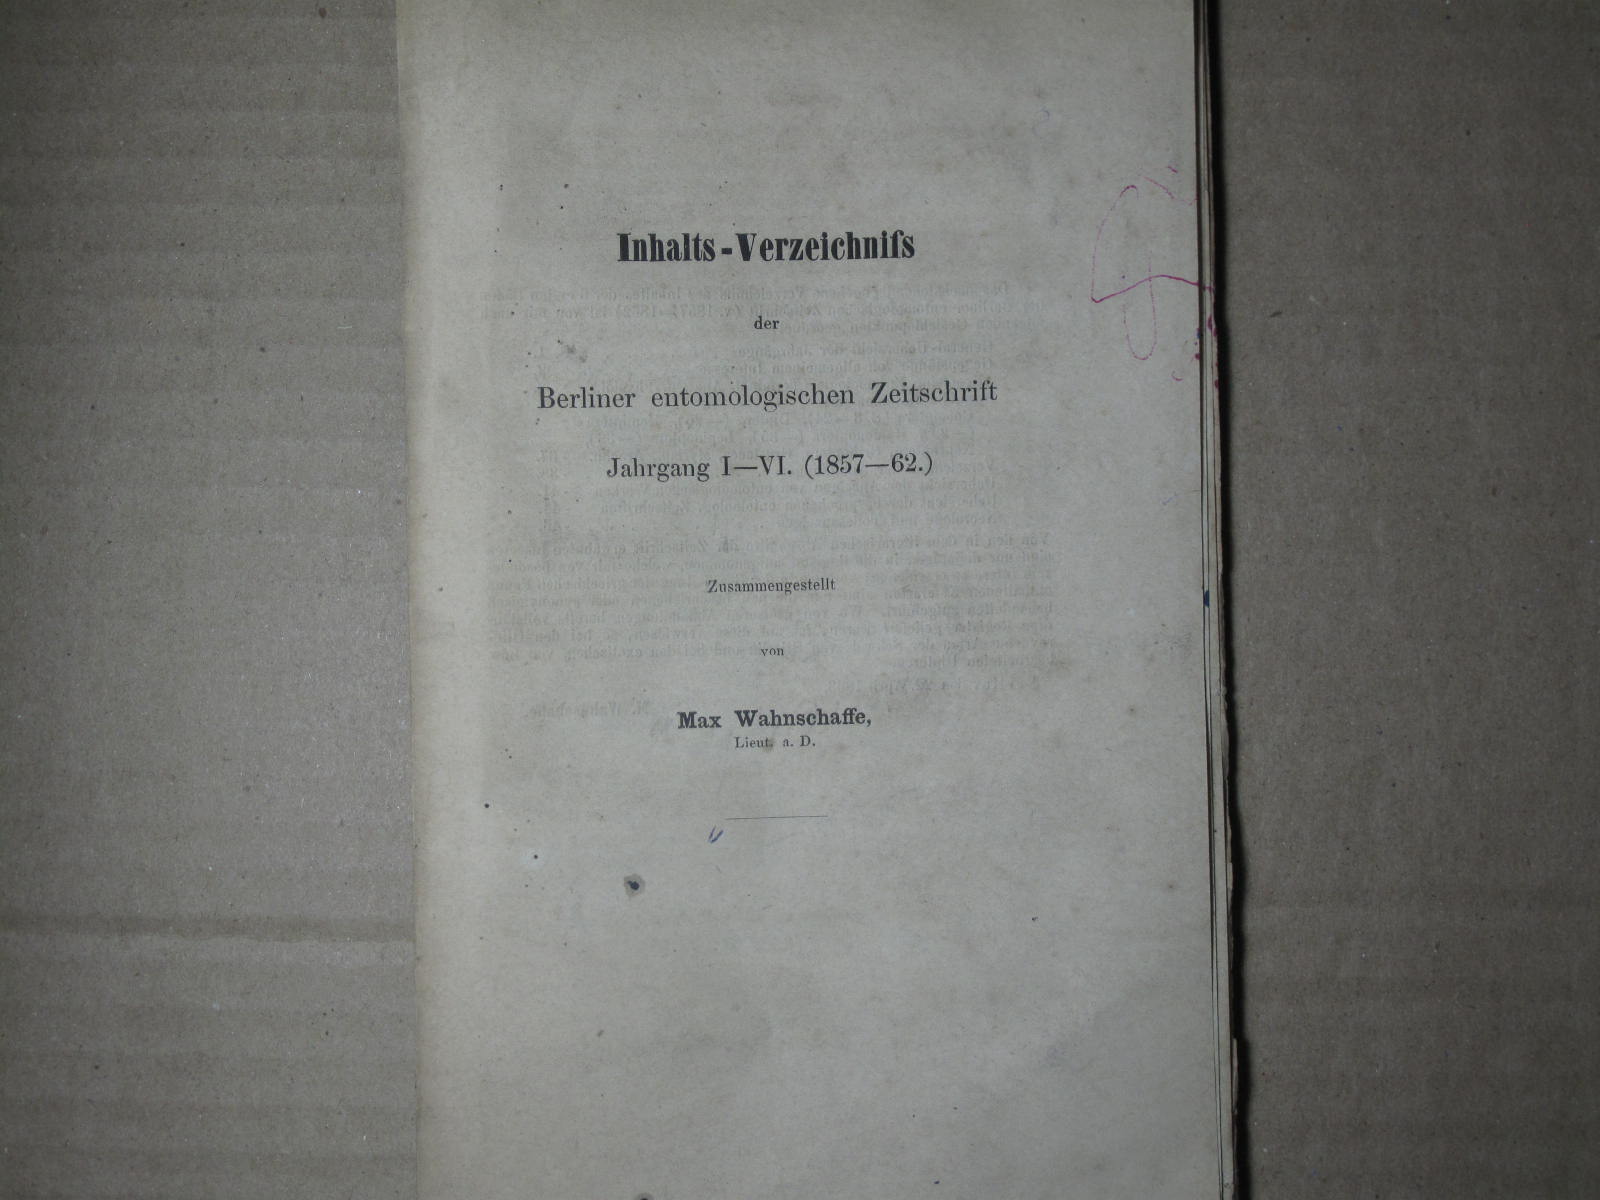 Inhalts-Verzeichniſs
der
Berliner entomologischen Zeitschrift
Jahrgang I—VI. (1857—62.)
Zusammengestellt
von
Max Wahnschaffe,
Lieut. a. D.